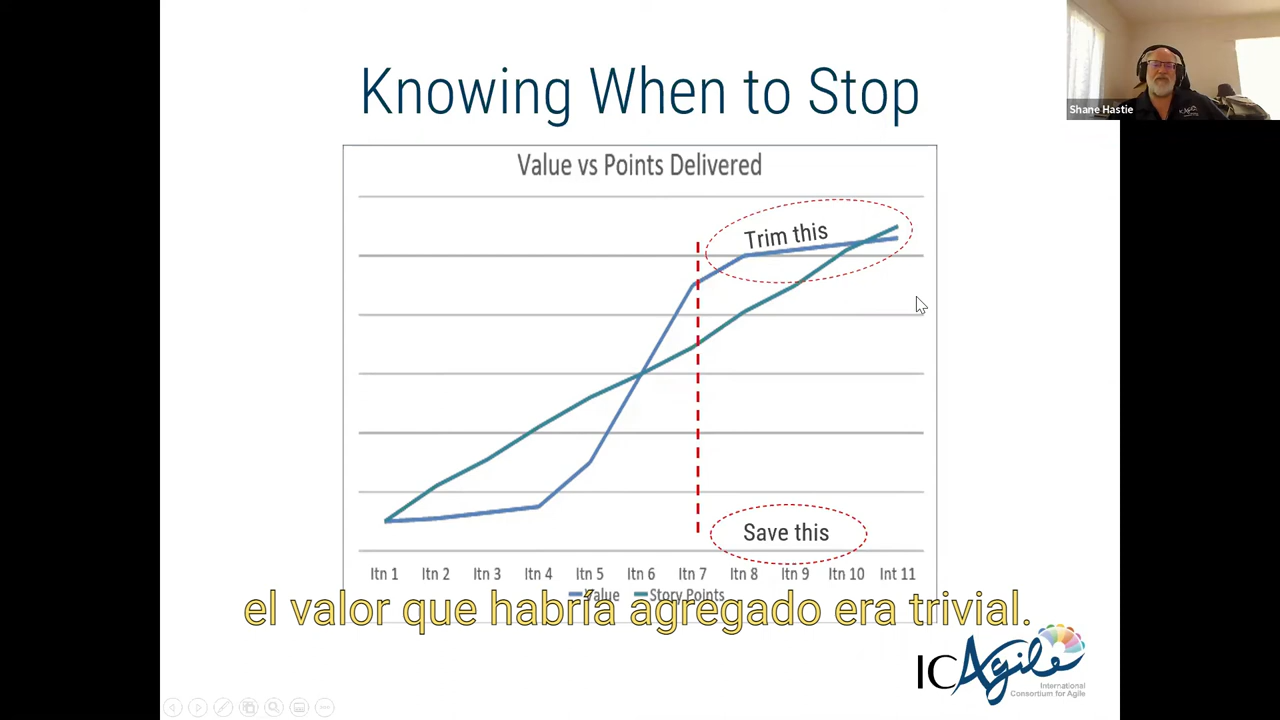 Knowing When to Stop
Shane Hastie
Value vs Points Delivered
Trim this
Save this
Itn 1 Itn 2 Itn 3 Itn 4 Itn 5 Itn 6 Itn 7 Itn 8 Itn 9 Itn 10 Int 11
Value Story Points
el valor que habría agregado era trivial.
ICAgile
International
Consortium for Agile